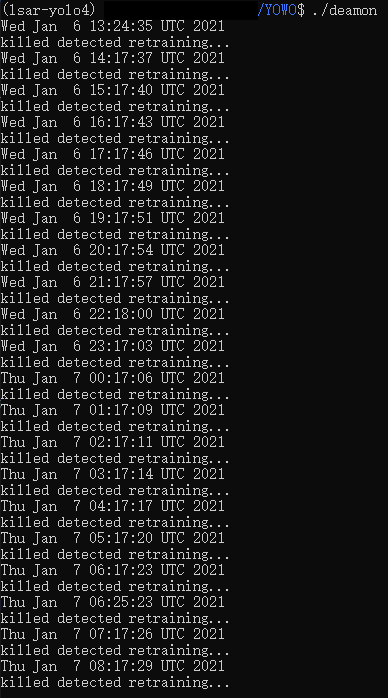 (1sar-yolo4) /YOWO$ ./deamon
Wed Jan  6 13:24:35 UTC 2021
killed detected retraining...
Wed Jan  6 14:17:37 UTC 2021
killed detected retraining...
Wed Jan  6 15:17:40 UTC 2021
killed detected retraining...
Wed Jan  6 16:17:43 UTC 2021
killed detected retraining...
Wed Jan  6 17:17:46 UTC 2021
killed detected retraining...
Wed Jan  6 18:17:49 UTC 2021
killed detected retraining...
Wed Jan  6 19:17:51 UTC 2021
killed detected retraining...
Wed Jan  6 20:17:54 UTC 2021
killed detected retraining...
Wed Jan  6 21:17:57 UTC 2021
killed detected retraining...
Wed Jan  6 22:18:00 UTC 2021
killed detected retraining...
Wed Jan  6 23:17:03 UTC 2021
killed detected retraining...
Thu Jan  7 00:17:06 UTC 2021
killed detected retraining...
Thu Jan  7 01:17:09 UTC 2021
killed detected retraining...
Thu Jan  7 02:17:11 UTC 2021
killed detected retraining...
Thu Jan  7 03:17:14 UTC 2021
killed detected retraining...
Thu Jan  7 04:17:17 UTC 2021
killed detected retraining...
Thu Jan  7 05:17:20 UTC 2021
killed detected retraining...
Thu Jan  7 06:17:23 UTC 2021
killed detected retraining...
Thu Jan  7 06:25:23 UTC 2021
killed detected retraining...
Thu Jan  7 07:17:26 UTC 2021
killed detected retraining...
Thu Jan  7 08:17:29 UTC 2021
killed detected retraining...